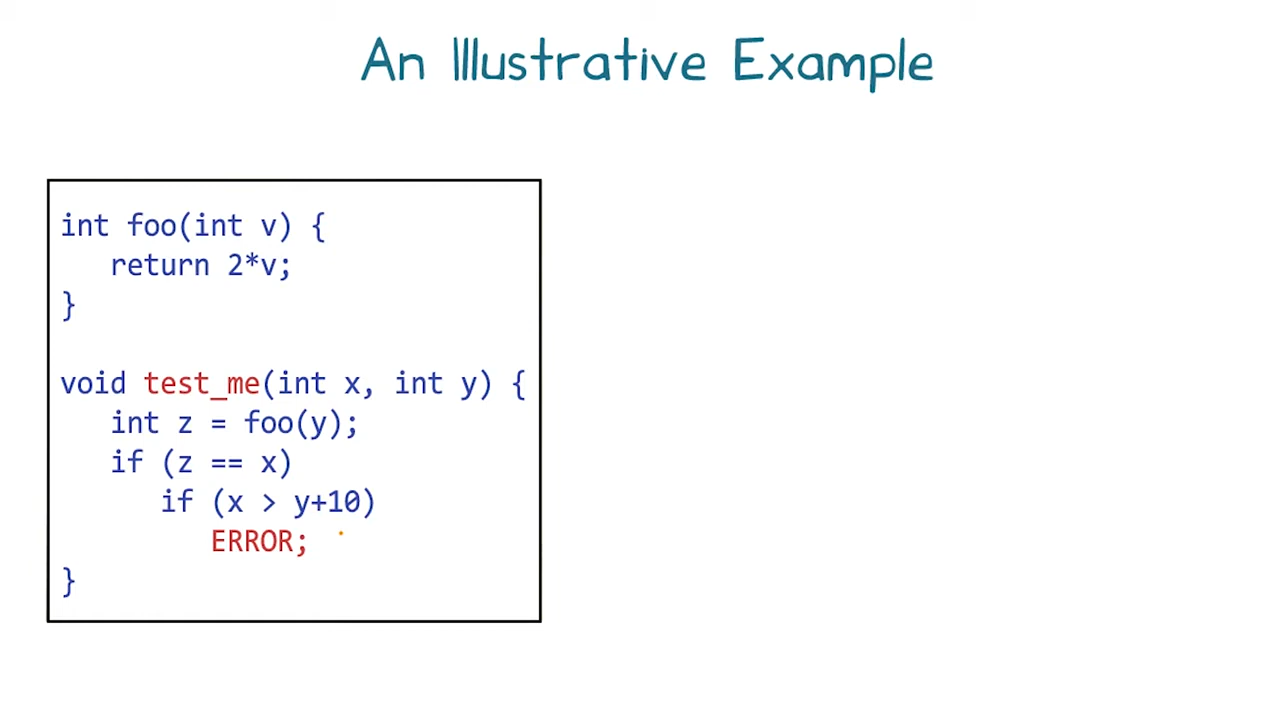 An Illustrative Example
int foo(int v) {
   return 2*v;
}
void test_me(int x, int y) {
   int z = foo(y);
   if (z == x)
      if (x > y+10)
         ERROR;
}